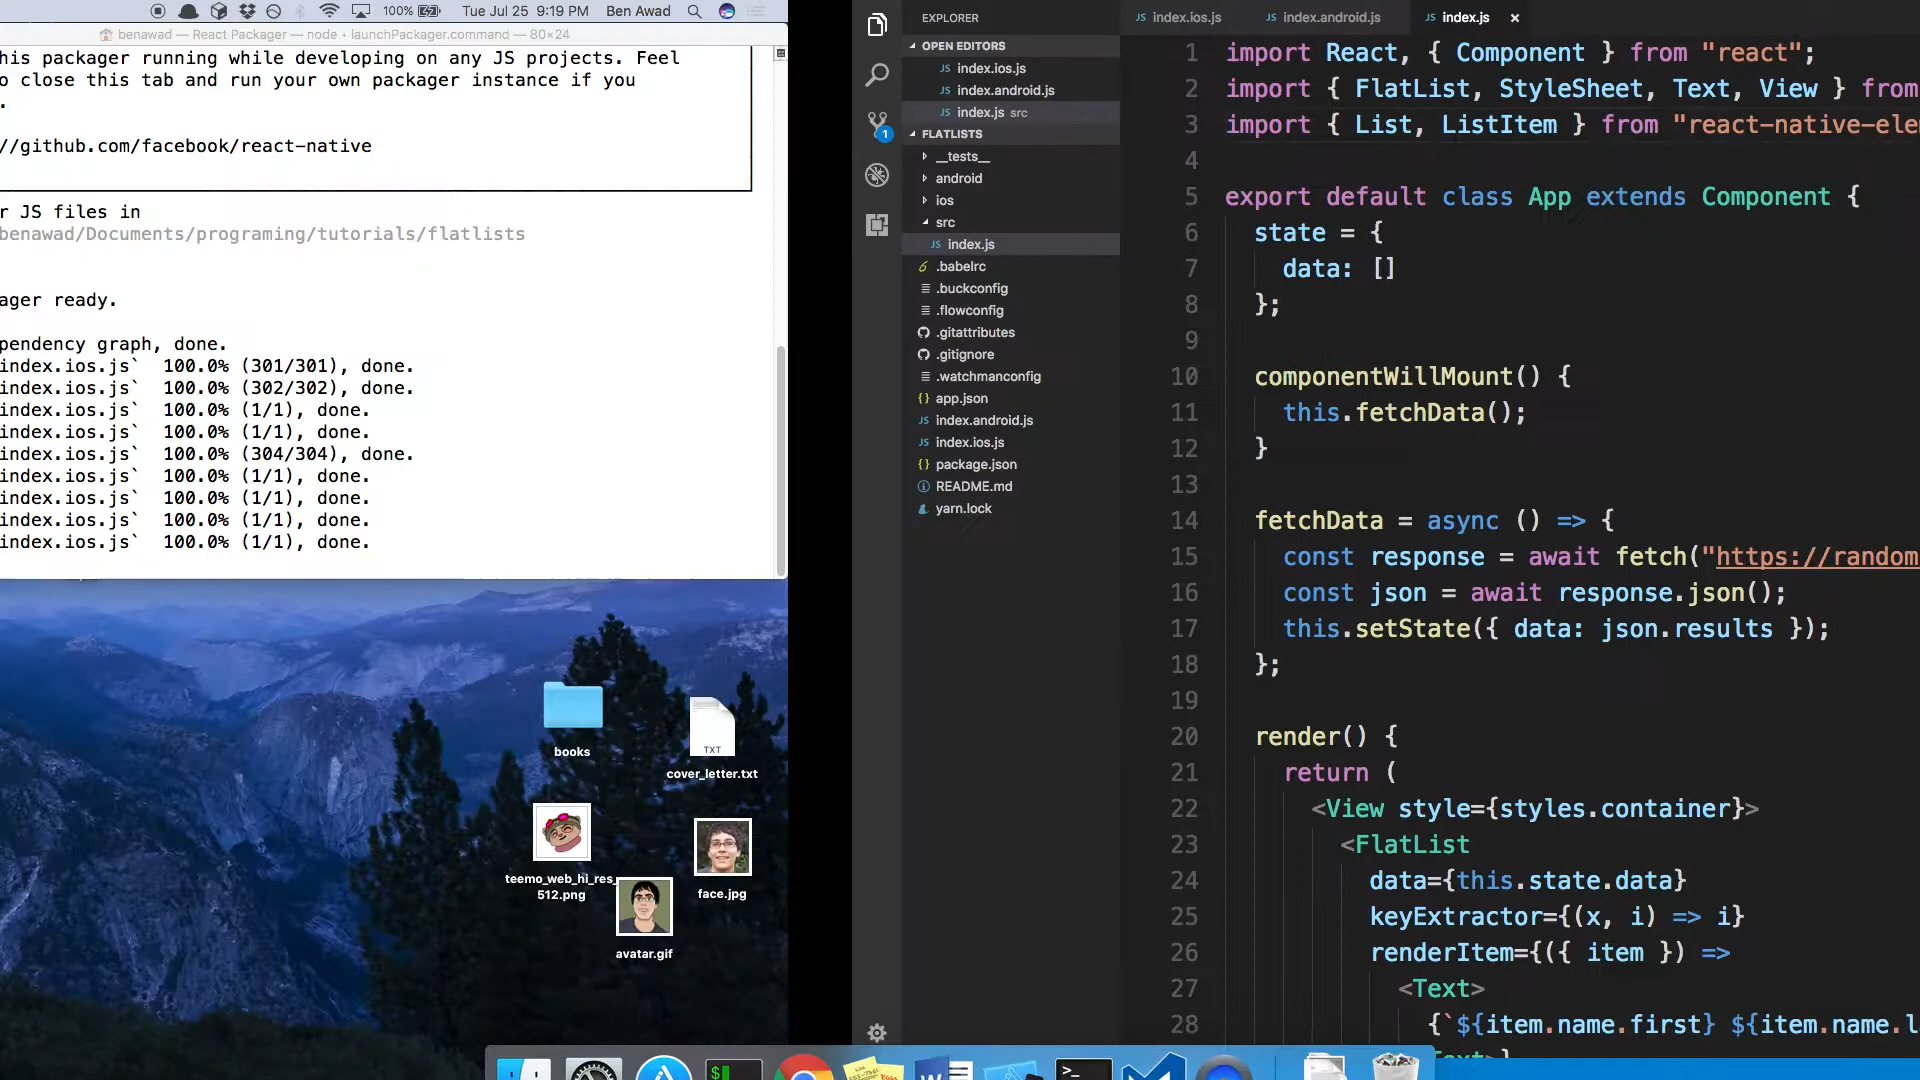 100%
Tue Jul 25 9:19 PM
Ben Awad
benawad — React Packager — node • launchPackager.command — 80×24
his packager running while developing on any JS projects. Feel
o close this tab and run your own packager instance if you
.
//github.com/facebook/react-native
r JS files in
benawad/Documents/programing/tutorials/flatlists
ager ready.
pendency graph, done.
index.ios.js` 100.0% (301/301), done.
index.ios.js` 100.0% (302/302), done.
index.ios.js` 100.0% (1/1), done.
index.ios.js` 100.0% (1/1), done.
index.ios.js` 100.0% (304/304), done.
index.ios.js` 100.0% (1/1), done.
index.ios.js` 100.0% (1/1), done.
index.ios.js` 100.0% (1/1), done.
index.ios.js` 100.0% (1/1), done.
books
TXT
cover_letter.txt
teemo_web_hi_res_
512.png
face.jpg
avatar.gif
EXPLORER
OPEN EDITORS
JS index.ios.js
JS index.android.js
JS index.js src
1
FLATLISTS
__tests__
android
ios
src
JS index.js
.babelrc
.buckconfig
.flowconfig
.gitattributes
.gitignore
.watchmanconfig
{} app.json
JS index.android.js
JS index.ios.js
{} package.json
README.md
yarn.lock
JS index.ios.js
JS index.android.js
JS index.js ×
1 import React, { Component } from "react";
2 import { FlatList, StyleSheet, Text, View } from
3 import { List, ListItem } from "react-native-ele
4
5 export default class App extends Component {
6 state = {
7 data: []
8 };
9
10 componentWillMount() {
11 this.fetchData();
12 }
13
14 fetchData = async () => {
15 const response = await fetch("https://random
16 const json = await response.json();
17 this.setState({ data: json.results });
18 };
19
20 render() {
21 return (
22 <View style={styles.container}>
23 <FlatList
24 data={this.state.data}
25 keyExtractor={(x, i) => i}
26 renderItem={({ item }) =>
27 <Text>
28 {`${item.name.first} ${item.name.l